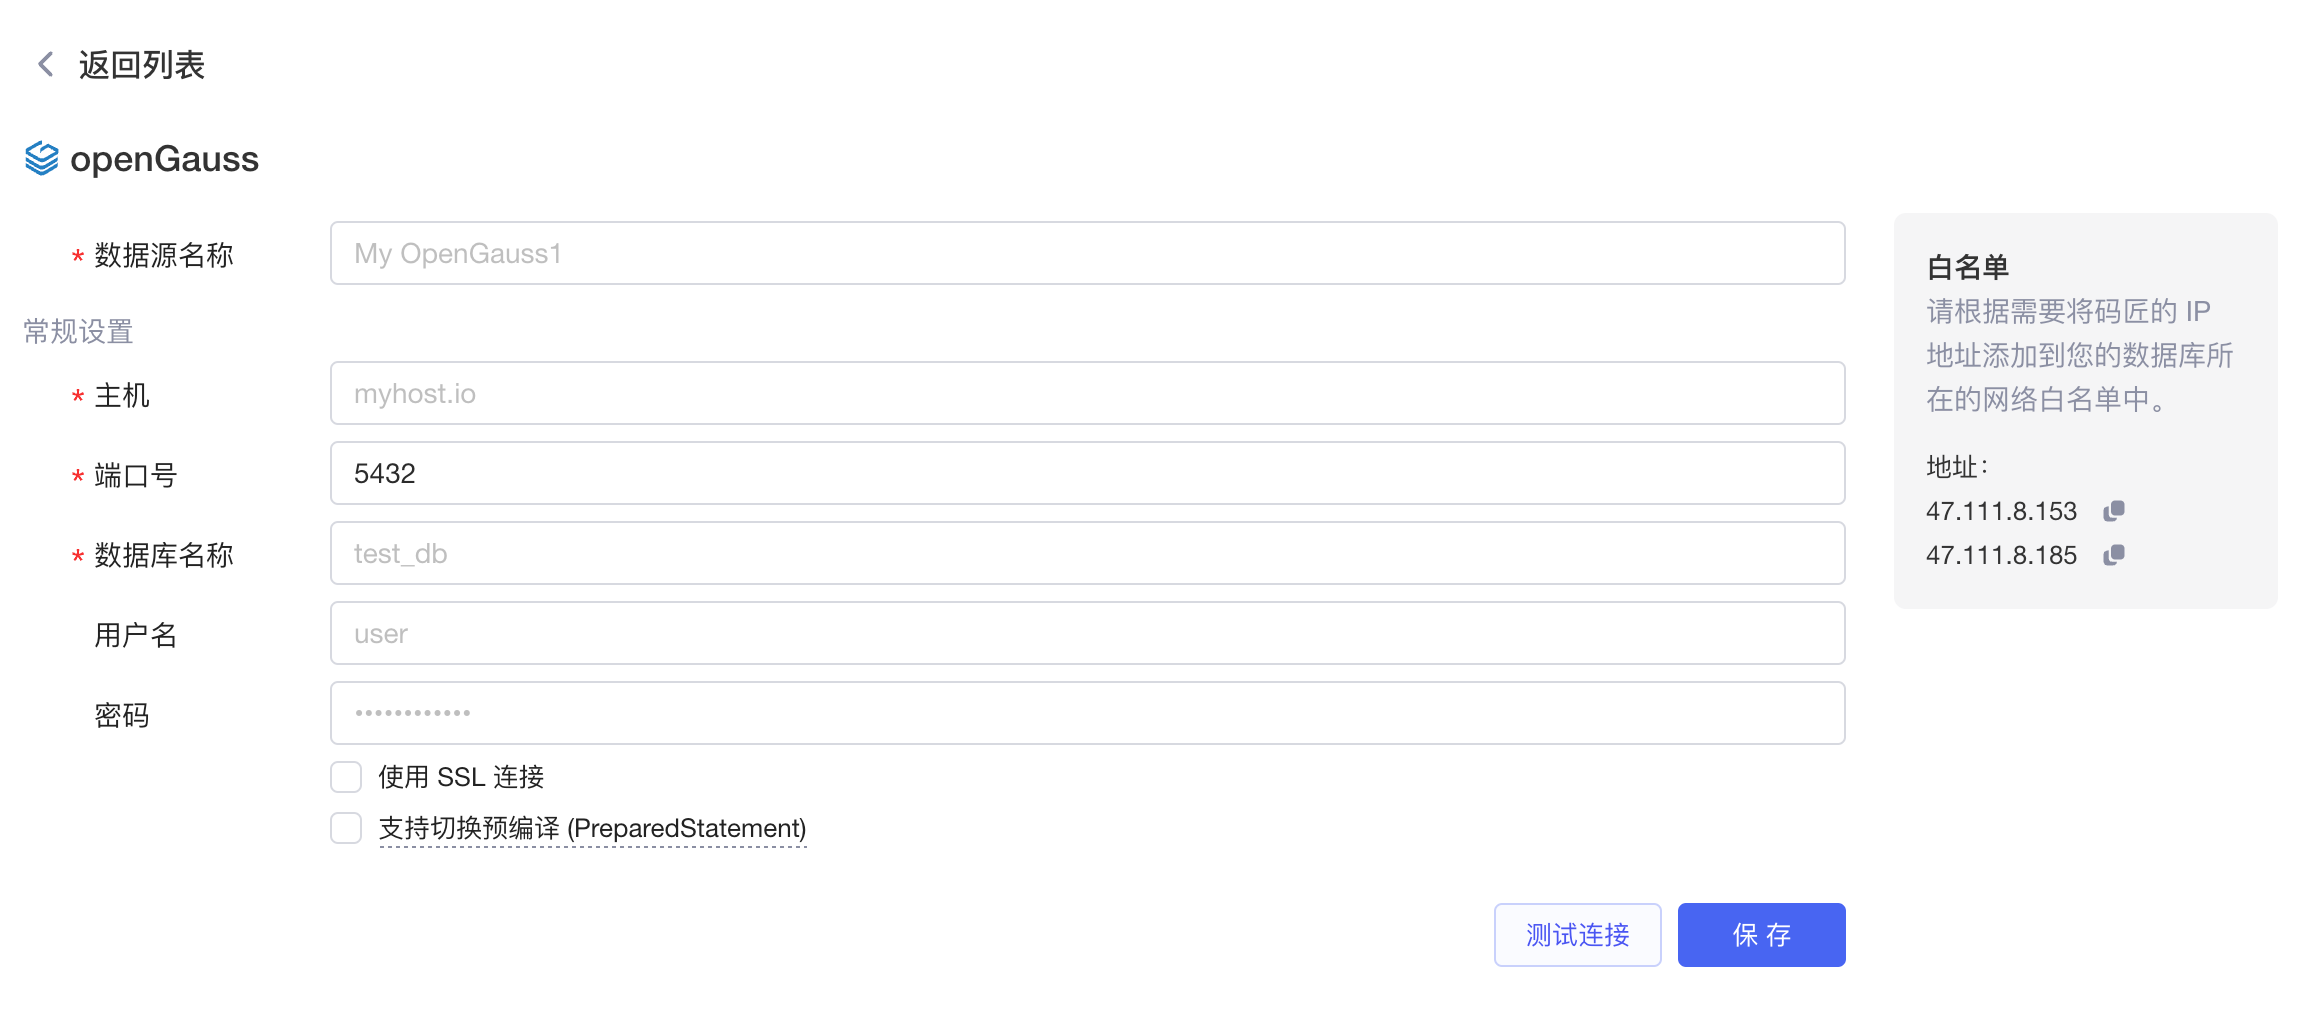 返回列表
openGauss
* 数据源名称
My OpenGauss1
常规设置
* 主机
myhost.io
* 端口号
5432
* 数据库名称
test_db
用户名
user
密码
••••••••••••
使用 SSL 连接
支持切换预编译 (PreparedStatement)
测试连接
保 存
白名单
请根据需要将码匠的 IP
地址添加到您的数据库所
在的网络白名单中。
地址：
47.111.8.153
47.111.8.185